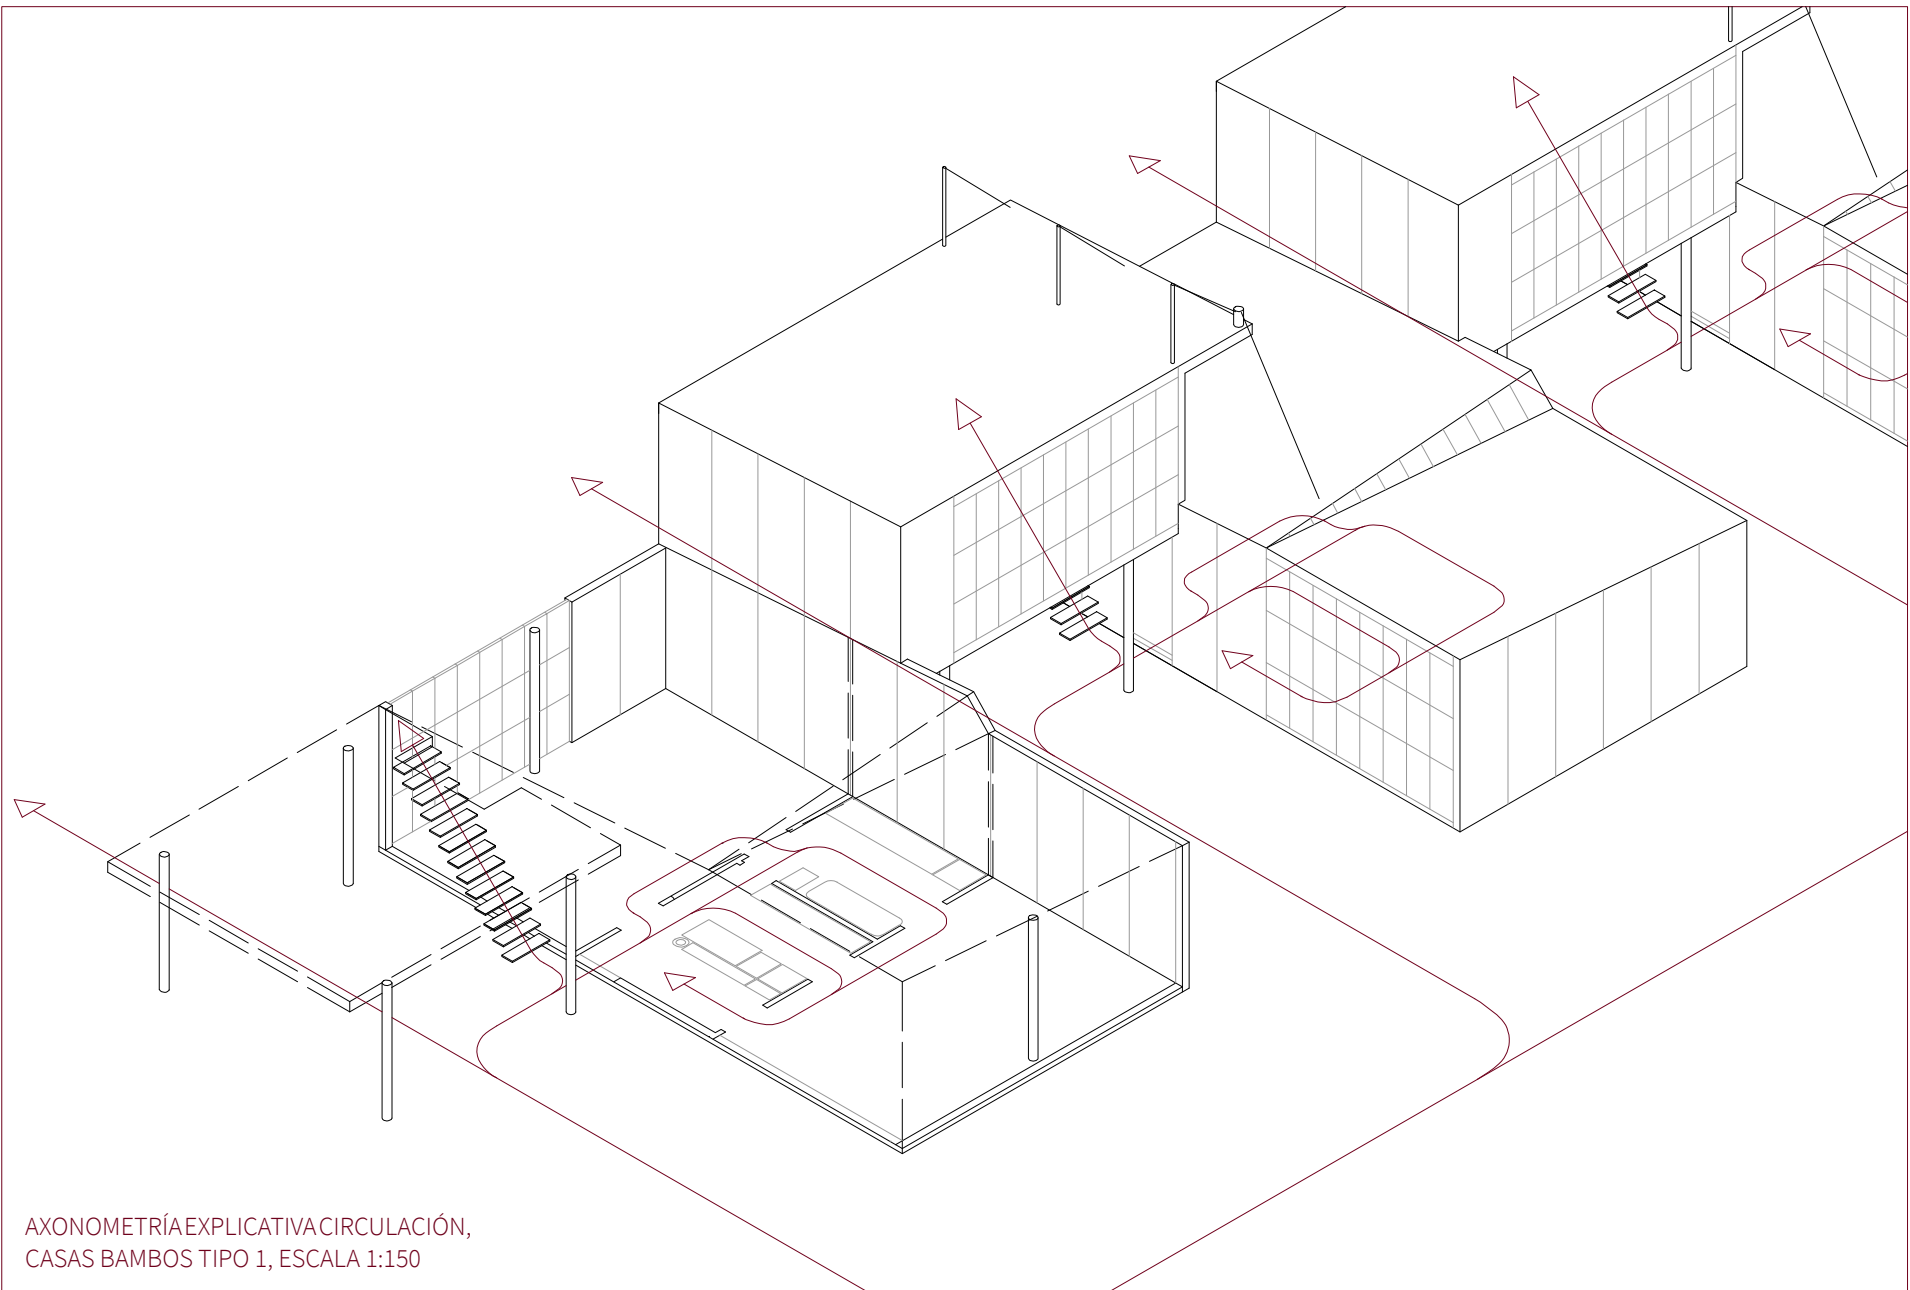 AXONOMETRÍA EXPLICATIVA CIRCULACIÓN,
CASAS BAMBOS TIPO 1, ESCALA 1:150